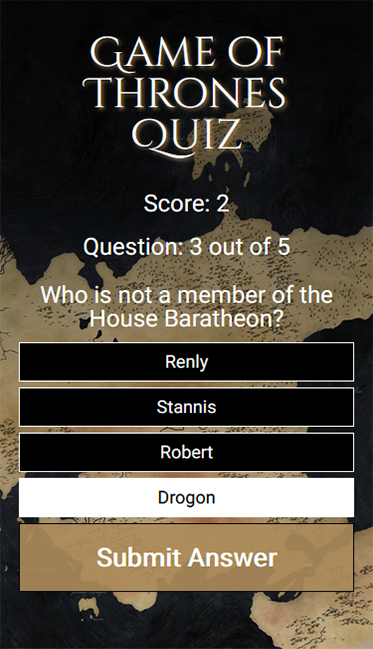 Game of
Thrones
Quiz
Score: 2
Question: 3 out of 5
Who is not a member of the
House Baratheon?
Renly
Stannis
Robert
Drogon
Submit Answer